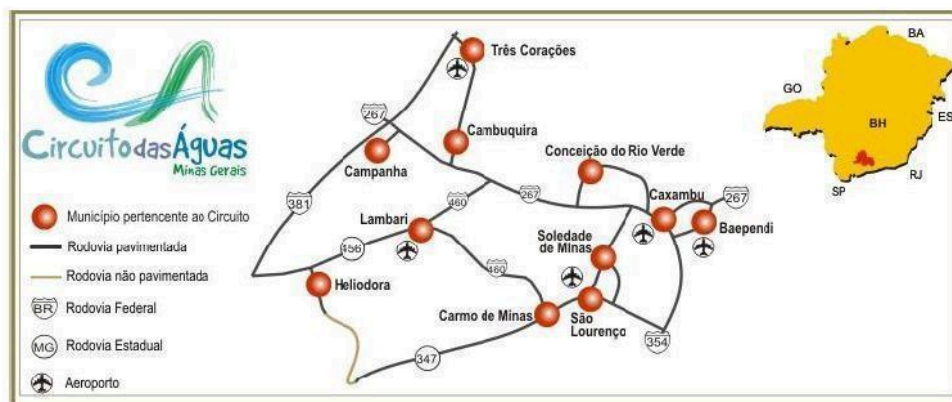 Circuito das Águas
Minas Gerais
Município pertencente ao Circuito
Rodovia pavimentada
Rodovia não pavimentada
BR Rodovia Federal
MG Rodovia Estadual
Aeroporto
Três Corações
267
Cambuquira
Campanha
Conceição do Rio Verde
381
Lambari
460
267
Caxambu
267
Baependi
456
Soledade
de Minas
460
Heliodora
Carmo de Minas
São
Lourenço
354
347
BA
GO
ES
BH
SP
RJ